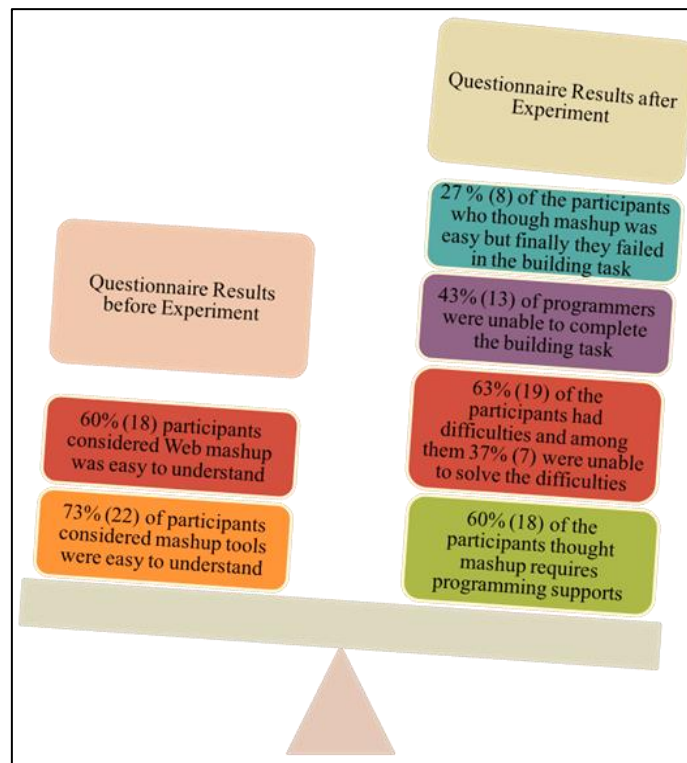 Questionnaire Results
before Experiment
60% (18) participants
considered Web mashup
was easy to understand
73% (22) of participants
considered mashup tools
were easy to understand
Questionnaire Results after
Experiment
27 % (8) of the participants
who though mashup was
easy but finally they failed
in the building task
43% (13) of programmers
were unable to complete
the building task
63% (19) of the
participants had
difficulties and among
them 37% (7) were unable
to solve the difficulties
60% (18) of the
participants thought
mashup requires
programming supports